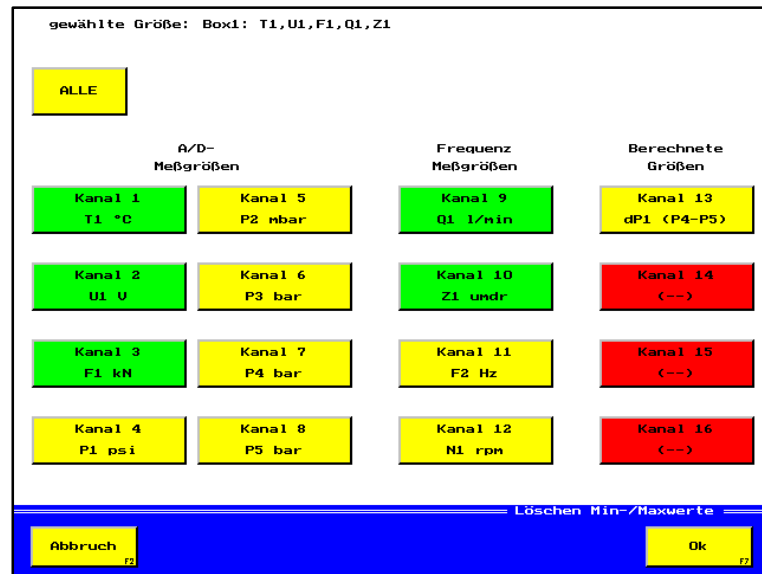 gewählte Größe: Box1: T1,U1,F1,Q1,Z1
ALLE
A/D-
Meßgrößen
Frequenz
Meßgrößen
Berechnete
Größen
Kanal 1
T1 °C
Kanal 5
P2 mbar
Kanal 9
Q1 l/min
Kanal 13
dP1 (P4-P5)
Kanal 2
U1 V
Kanal 6
P3 bar
Kanal 10
Z1 umdr
Kanal 14
(--)
Kanal 3
F1 kN
Kanal 7
P4 bar
Kanal 11
F2 Hz
Kanal 15
(--)
Kanal 4
P1 psi
Kanal 8
P5 bar
Kanal 12
N1 rpm
Kanal 16
(--)
Löschen Min-/Maxwerte
Abbruch
F2
Ok
F7